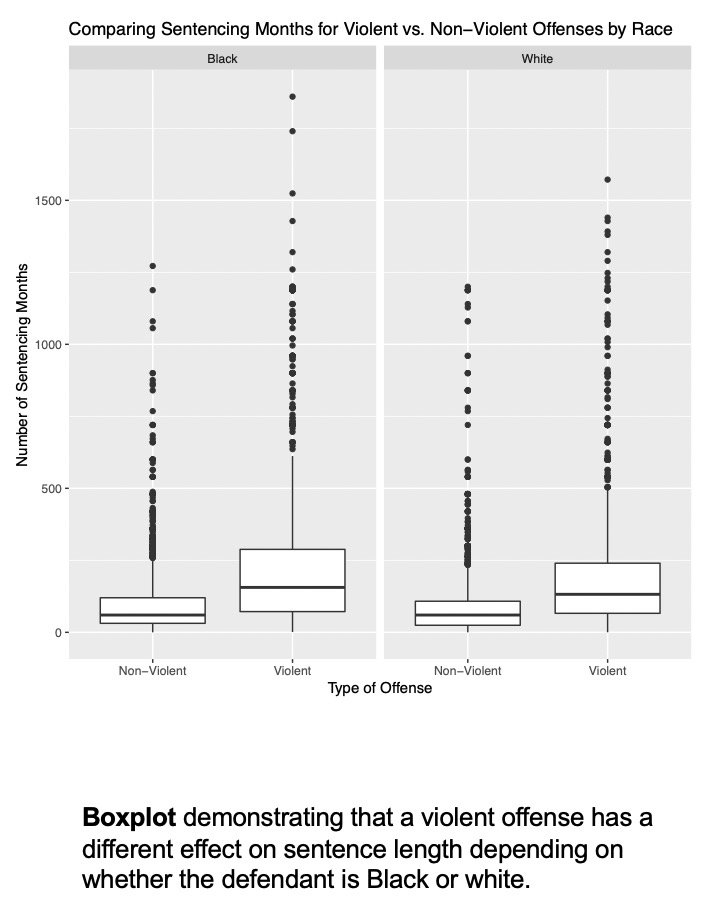 Comparing Sentencing Months for Violent vs. Non−Violent Offenses by Race
Black
White
Number of Sentencing Months
1500
1000
500
0
Non−Violent
Violent
Non−Violent
Violent
Type of Offense
Boxplot demonstrating that a violent offense has a
different effect on sentence length depending on
whether the defendant is Black or white.